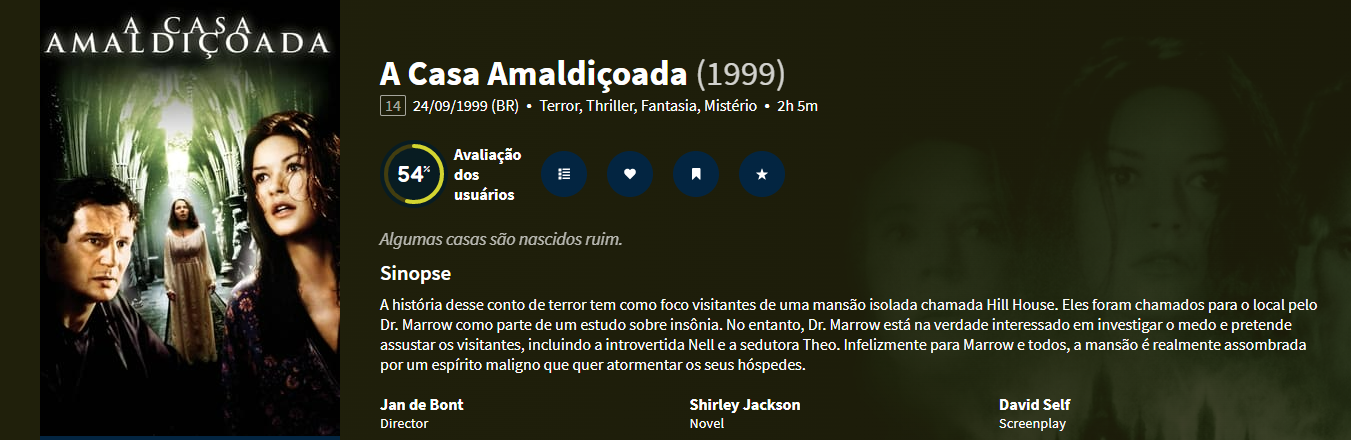 A CASA
AMALDIÇOADA
A Casa Amaldiçoada (1999)
14 24/09/1999 (BR) • Terror, Thriller, Fantasia, Mistério • 2h 5m
54%
Avaliação
dos
usuários
Algumas casas são nascidos ruim.
Sinopse
A história desse conto de terror tem como foco visitantes de uma mansão isolada chamada Hill House. Eles foram chamados para o local pelo
Dr. Marrow como parte de um estudo sobre insônia. No entanto, Dr. Marrow está na verdade interessado em investigar o medo e pretende
assustar os visitantes, incluindo a introvertida Nell e a sedutora Theo. Infelizmente para Marrow e todos, a mansão é realmente assombrada
por um espírito maligno que quer atormentar os seus hóspedes.
Jan de Bont
Director
Shirley Jackson
Novel
David Self
Screenplay